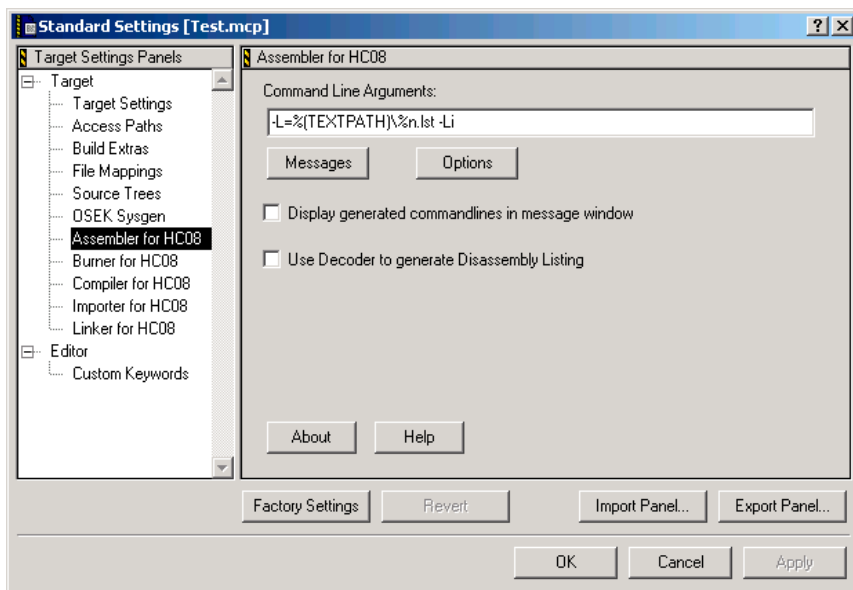 Standard Settings [Test.mcp]
Target Settings Panels
Target
Target Settings
Access Paths
Build Extras
File Mappings
Source Trees
OSEK Sysgen
Assembler for HC08
Burner for HC08
Compiler for HC08
Importer for HC08
Linker for HC08
Editor
Custom Keywords
Assembler for HC08
Command Line Arguments:
-L=%(TEXTPATH)\%n.lst -Li
Messages Options
Display generated commandlines in message window
Use Decoder to generate Disassembly Listing
About Help
Factory Settings Revert Import Panel... Export Panel...
OK Cancel Apply